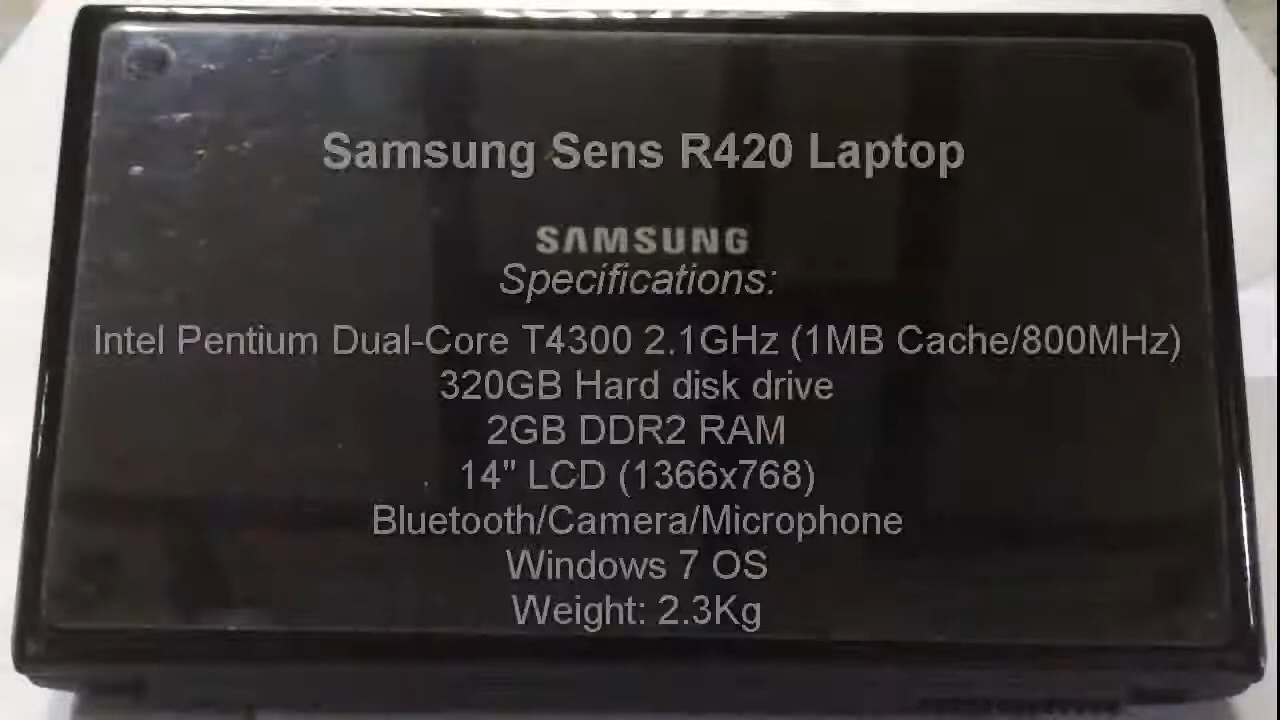 Samsung Sens R420 Laptop
SAMSUNG
Specifications:
Intel Pentium Dual-Core T4300 2.1GHz (1MB Cache/800MHz)
320GB Hard disk drive
2GB DDR2 RAM
14" LCD (1366x768)
Bluetooth/Camera/Microphone
Windows 7 OS
Weight: 2.3Kg